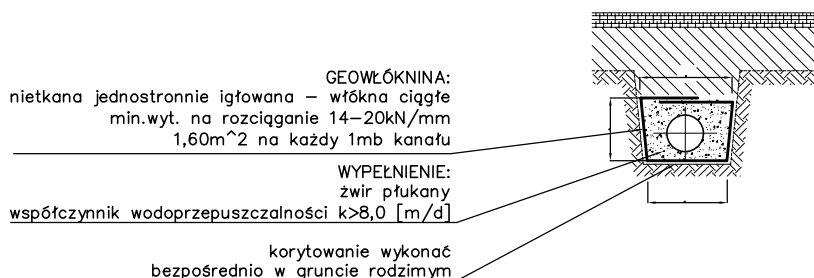 GEOWŁÓKNINA:
nietkana jednostronnie igłowana – włókna ciągłe
min.wyt. na rozciąganie 14–20kN/mm
1,60m^2 na każdy 1mb kanału
WYPEŁNIENIE:
żwir płukany
współczynnik wodoprzepuszczalności k>8,0 [m/d]
korytowanie wykonać
bezpośrednio w gruncie rodzimym